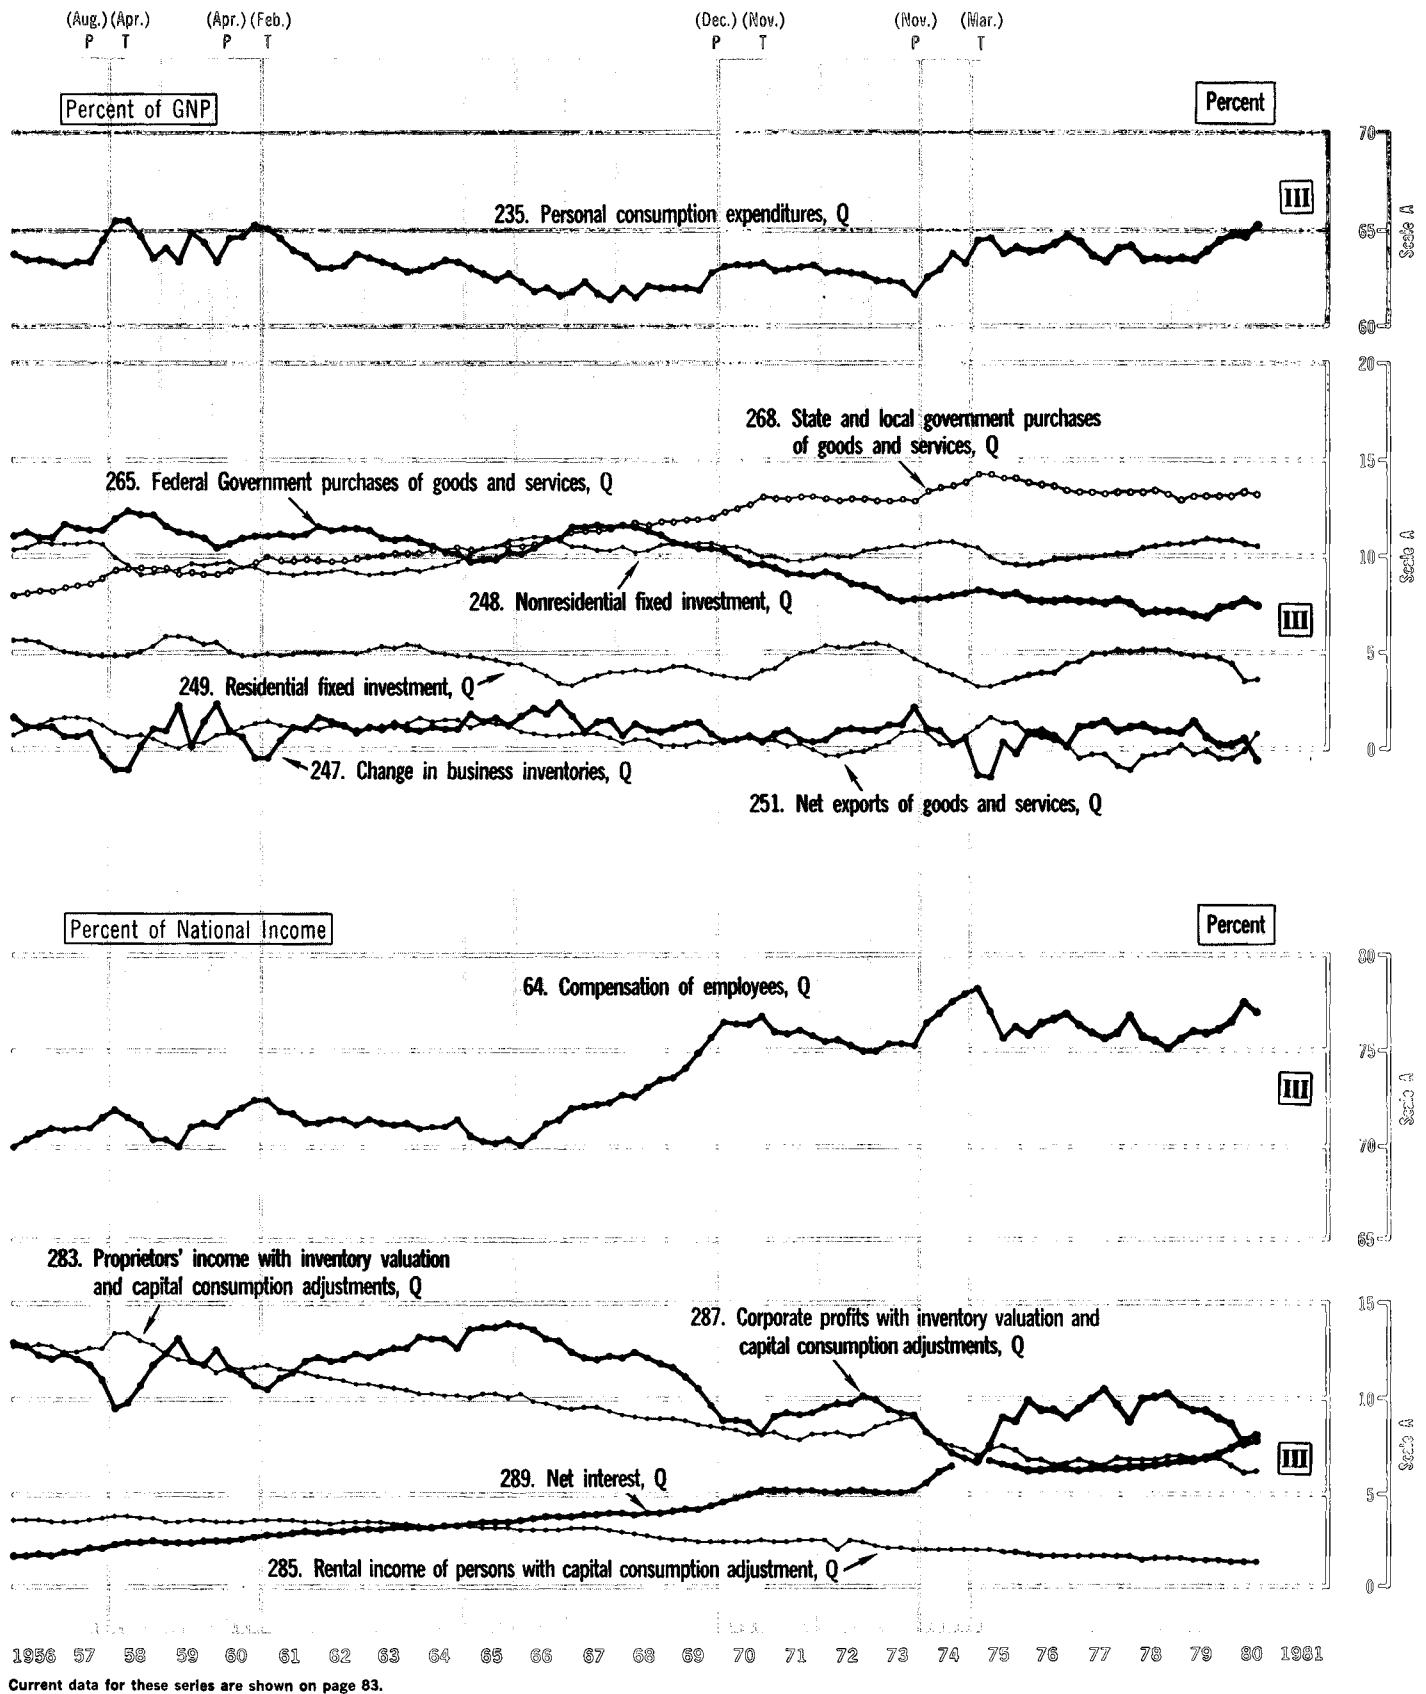 (Aug.) (Apr.) (Apr.) (Feb.) (Dec.) (Nov.) (Nov.) (Mar.)
P T P T P T P T
Percent of GNP
Percent
70
III
235. Personal consumption expenditures, Q
65
Scale A
60
20
268. State and local government purchases
of goods and services, Q
15
265. Federal Government purchases of goods and services, Q
10
Scale A
248. Nonresidential fixed investment, Q
III
5
249. Residential fixed investment, Q
0
247. Change in business inventories, Q
251. Net exports of goods and services, Q
Percent of National Income
Percent
80
64. Compensation of employees, Q
75
III
Scale A
70
65
283. Proprietors' income with inventory valuation
and capital consumption adjustments, Q
15
287. Corporate profits with inventory valuation and
capital consumption adjustments, Q
10
Scale A
III
289. Net interest, Q
5
285. Rental income of persons with capital consumption adjustment, Q
0
1956 57 58 59 60 61 62 63 64 65 66 67 68 69 70 71 72 73 74 75 76 77 78 79 80 1981
Current data for these series are shown on page 83.